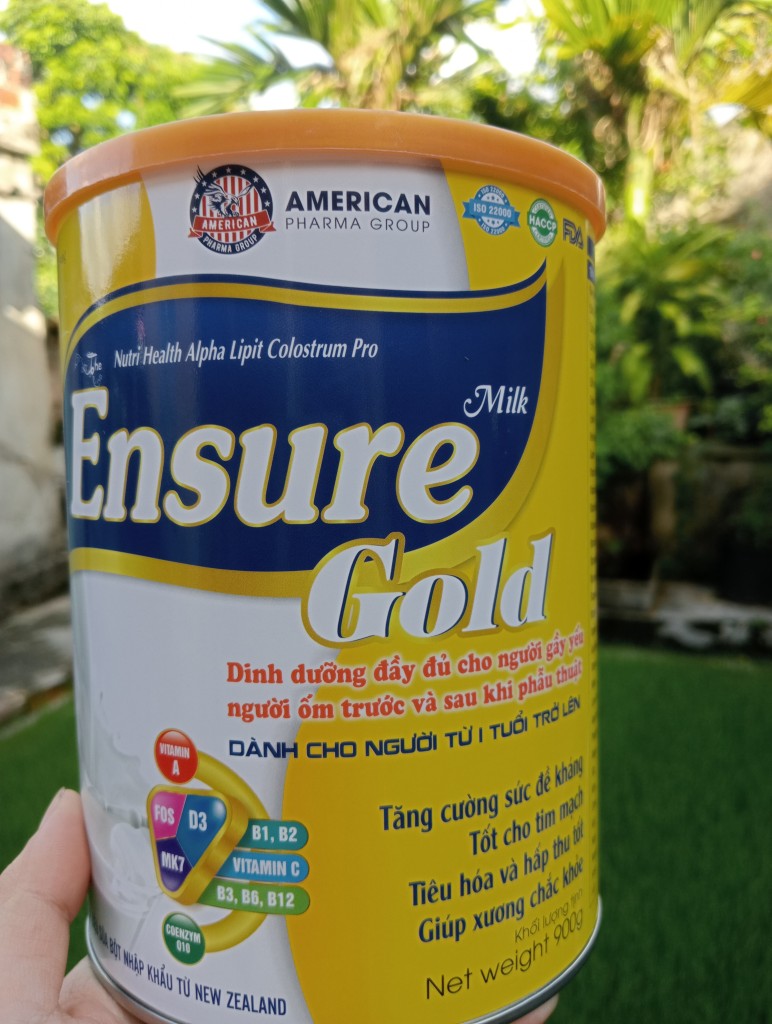 AMERICAN
PHARMA GROUP
AMERICAN
PHARMA GROUP
ISO 22000
HACCP
FDA
Nutri Health Alpha Lipit Colostrum Pro
Milk
Ensure
Gold
Dinh dưỡng đầy đủ cho người gầy yếu
người ốm trước và sau khi phẫu thuật
DÀNH CHO NGƯỜI TỪ 1 TUỔI TRỞ LÊN
VITAMIN
A
FOS
D3
MK7
B1, B2
VITAMIN C
B3, B6, B12
COENZYM
Q10
Tăng cường sức đề kháng
Tốt cho tim mạch
Tiêu hóa và hấp thu tốt
Giúp xương chắc khỏe
Khối lượng tịnh
Net weight 900g
BỘT NHẬP KHẨU TỪ NEW ZEALAND